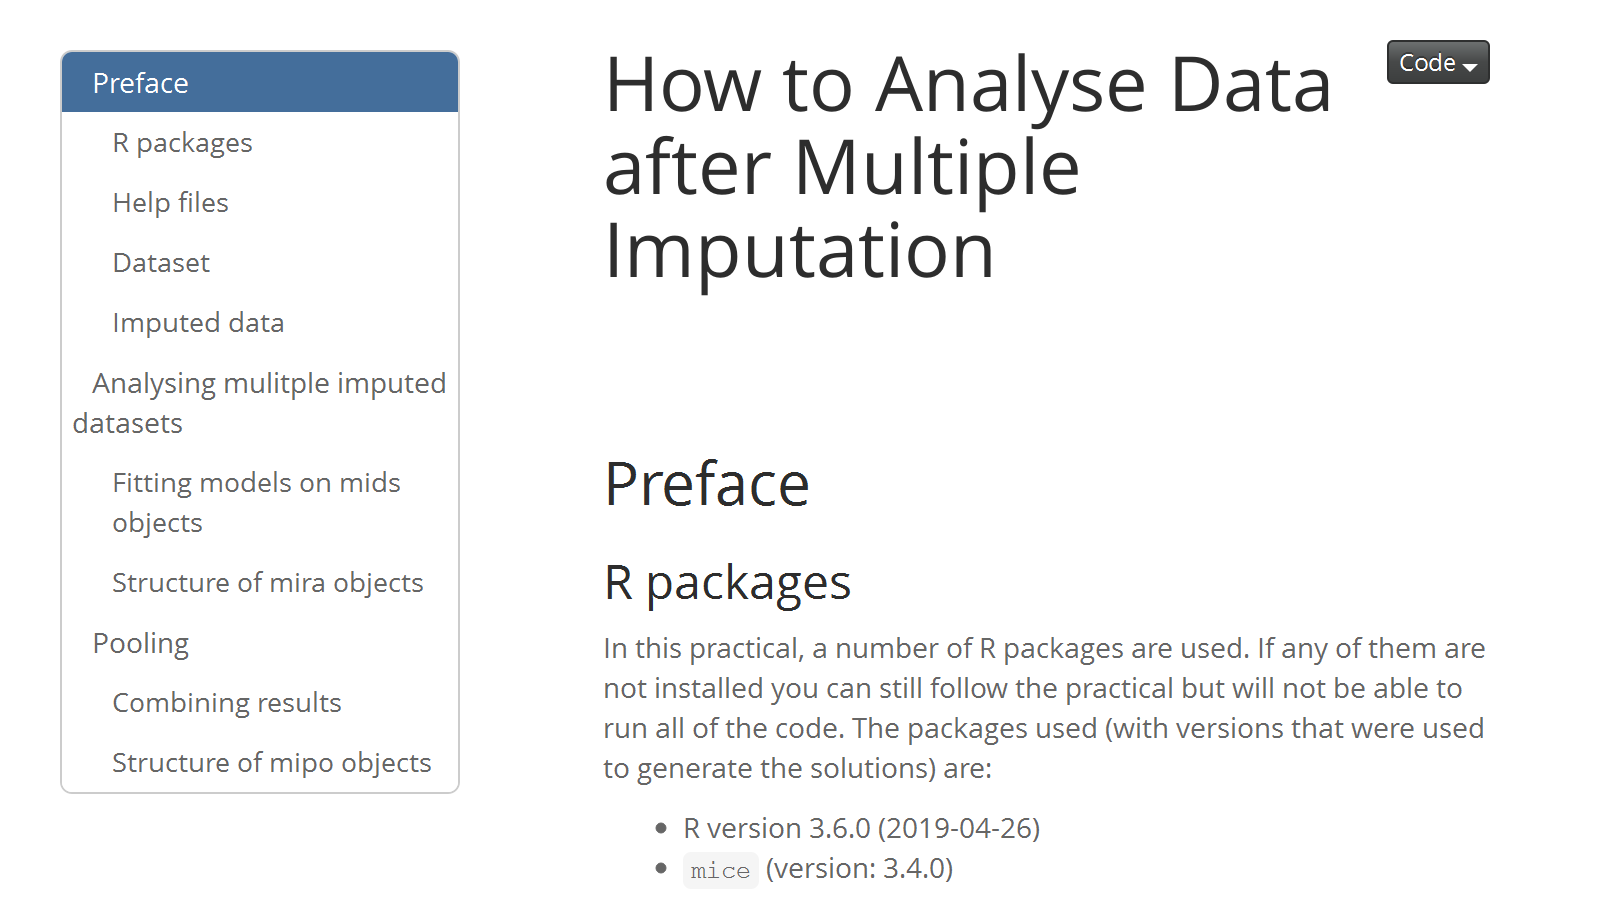 Preface
R packages
Help files
Dataset
Imputed data
Analysing mulitple imputed
datasets
Fitting models on mids
objects
Structure of mira objects
Pooling
Combining results
Structure of mipo objects
How to Analyse Data
after Multiple
Imputation
Code
Preface
R packages
In this practical, a number of R packages are used. If any of them are
not installed you can still follow the practical but will not be able to
run all of the code. The packages used (with versions that were used
to generate the solutions) are:
R version 3.6.0 (2019-04-26)
mice (version: 3.4.0)